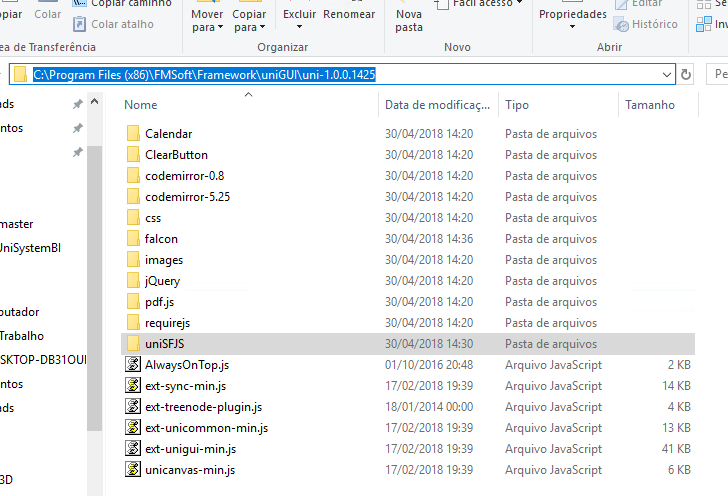 opiar Colar Copiar caminho
Colar
Mover para Copiar para Excluir Renomear Nova pasta Fácil acesso Propriedades Editar
Histórico Inv
ea de Transferência Organizar Novo Abrir
C:\Program Files (x86)\FMSoft\Framework\uniGUI\uni-1.0.0.1425 Pe
Nome Data de modificaç... Tipo Tamanho
ads
entos
master
UniSystemBI
putador
Trabalho
SKTOP-DB31OUI
entos
ads
3D
Calendar 30/04/2018 14:20 Pasta de arquivos
ClearButton 30/04/2018 14:20 Pasta de arquivos
codemirror-0.8 30/04/2018 14:20 Pasta de arquivos
codemirror-5.25 30/04/2018 14:20 Pasta de arquivos
css 30/04/2018 14:20 Pasta de arquivos
falcon 30/04/2018 14:36 Pasta de arquivos
images 30/04/2018 14:20 Pasta de arquivos
jQuery 30/04/2018 14:20 Pasta de arquivos
pdf.js 30/04/2018 14:20 Pasta de arquivos
requirejs 30/04/2018 14:20 Pasta de arquivos
uniSFJS 30/04/2018 14:30 Pasta de arquivos
AlwaysOnTop.js 01/10/2016 20:48 Arquivo JavaScript 2 KB
ext-sync-min.js 17/02/2018 19:39 Arquivo JavaScript 14 KB
ext-treenode-plugin.js 18/01/2014 00:00 Arquivo JavaScript 4 KB
ext-unicommon-min.js 17/02/2018 19:39 Arquivo JavaScript 13 KB
ext-unigui-min.js 17/02/2018 19:39 Arquivo JavaScript 41 KB
unicanvas-min.js 17/02/2018 19:39 Arquivo JavaScript 6 KB